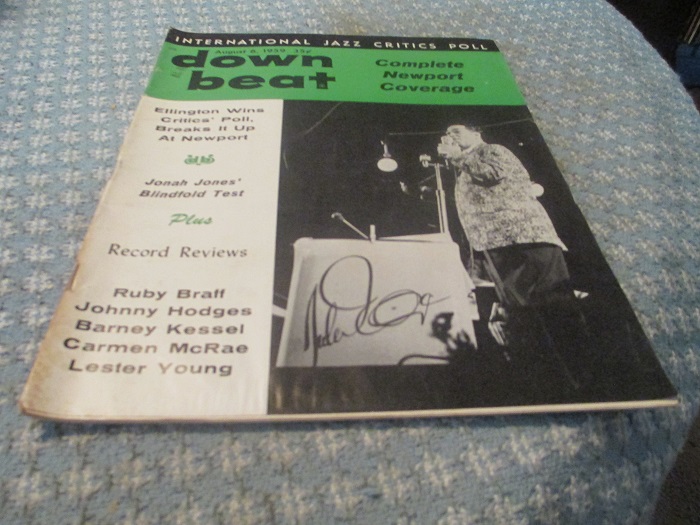 INTERNATIONAL JAZZ CRITICS POLL
August 6, 1959 35¢
down
beat
Complete
Newport
Coverage
Ellington Wins
Critics' Poll,
Breaks It Up
At Newport
Jonah Jones'
Blindfold Test
Plus
Record Reviews
Ruby Braff
Johnny Hodges
Barney Kessel
Carmen McRae
Lester Young